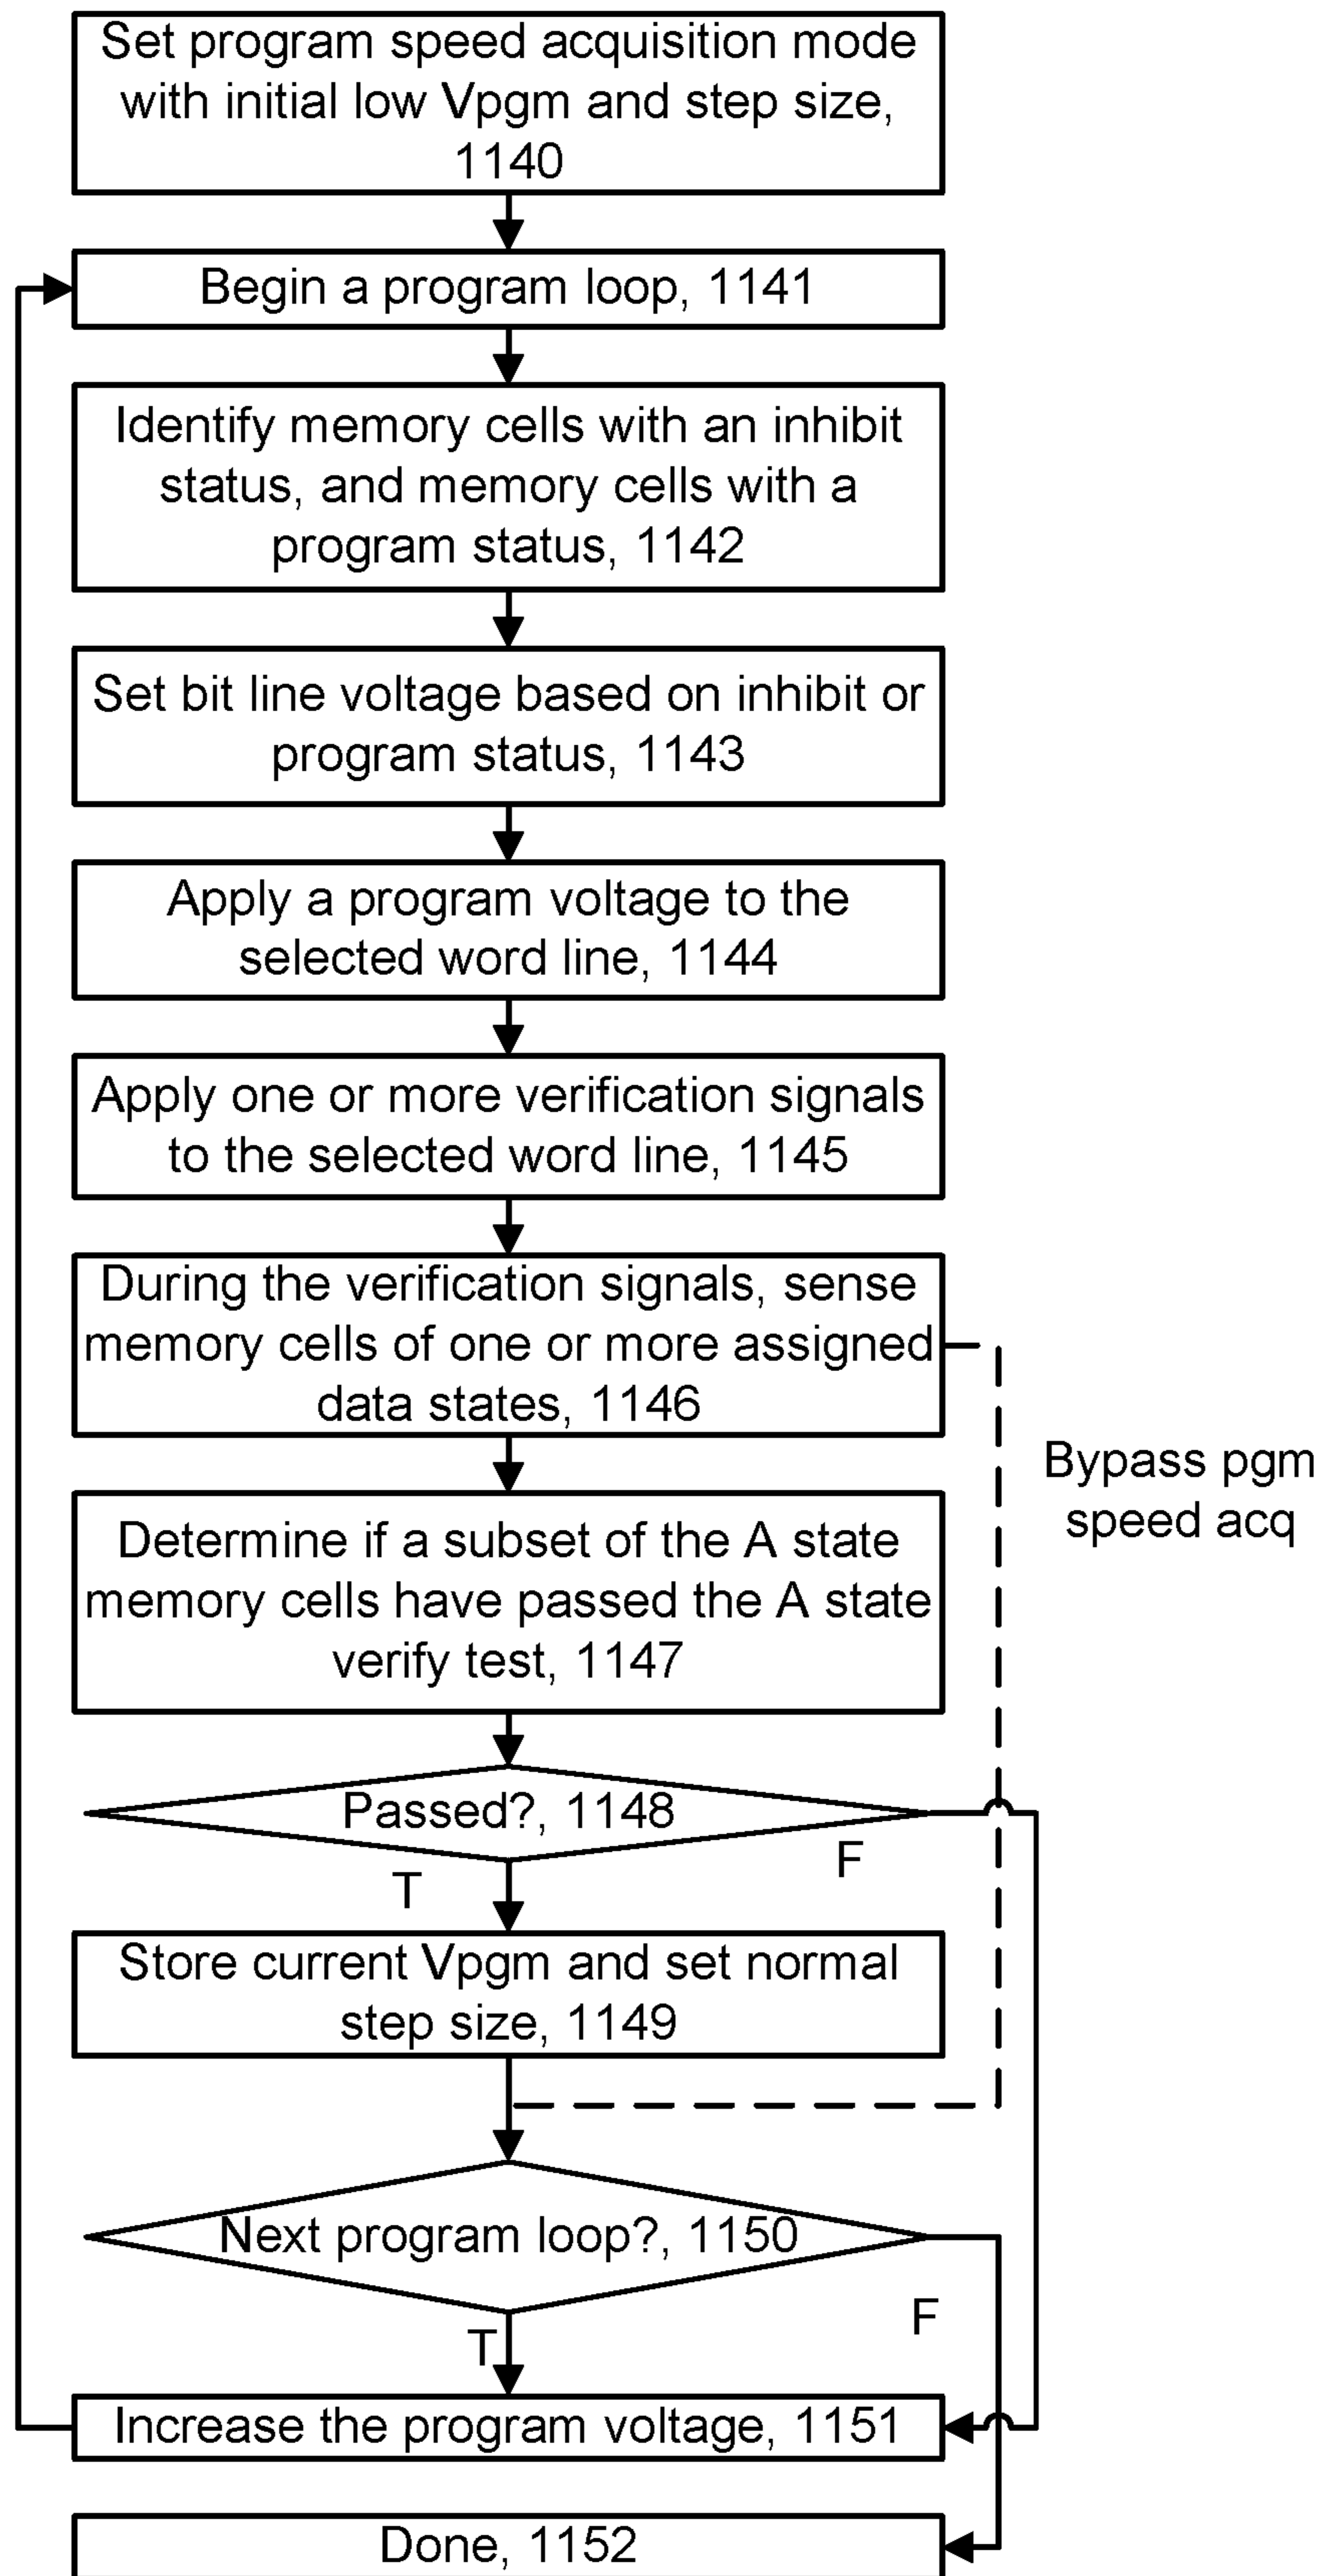 Set program speed acquisition mode
with initial low Vpgm and step size,
1140
Begin a program loop, 1141
Identify memory cells with an inhibit
status, and memory cells with a
program status, 1142
Set bit line voltage based on inhibit or
program status, 1143
Apply a program voltage to the
selected word line, 1144
Apply one or more verification signals
to the selected word line, 1145
During the verification signals, sense
memory cells of one or more assigned
data states, 1146
Bypass pgm
speed acq
Determine if a subset of the A state
memory cells have passed the A state
verify test, 1147
Passed?, 1148
F
T
Store current Vpgm and set normal
step size, 1149
Next program loop?, 1150
F
T
Increase the program voltage, 1151
Done, 1152